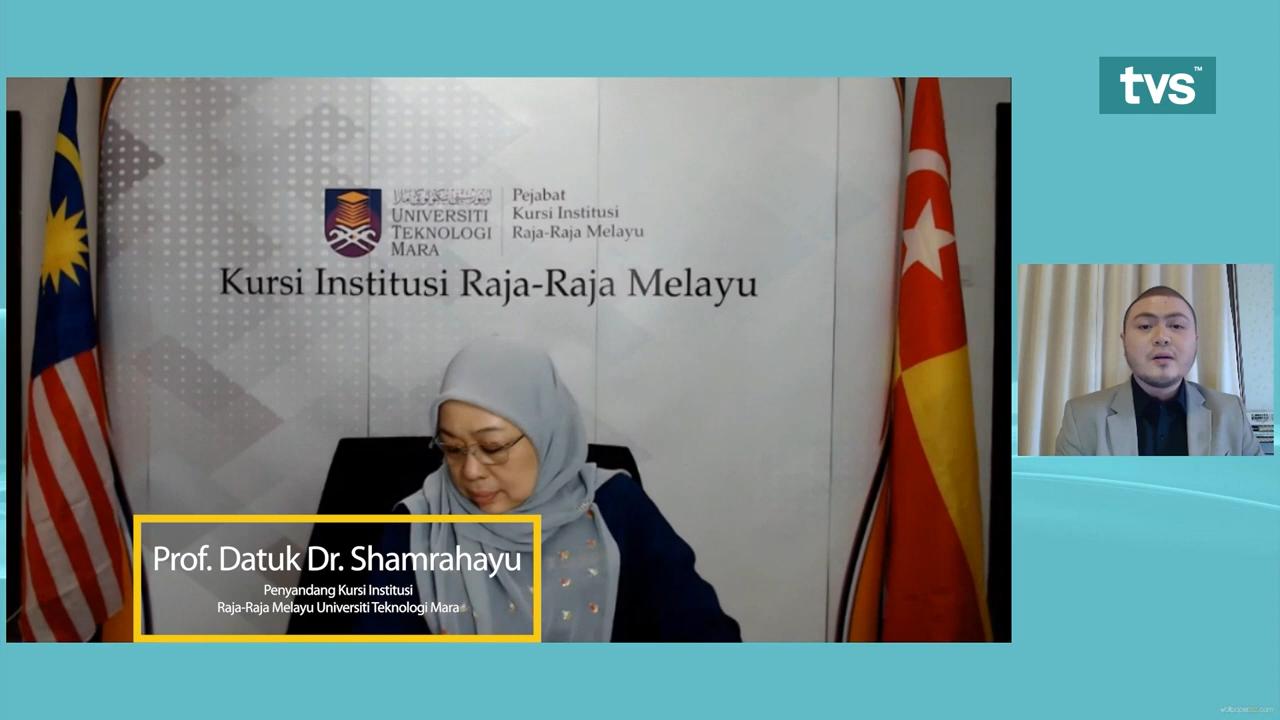 tvs™
UNIVERSITI
TEKNOLOGI
MARA
Pejabat
Kursi Institusi
Raja-Raja Melayu
Kursi Institusi Raja-Raja Melayu
Prof. Datuk Dr. Shamrahayu
Penyandang Kursi Institusi
Raja-Raja Melayu Universiti Teknologi Mara